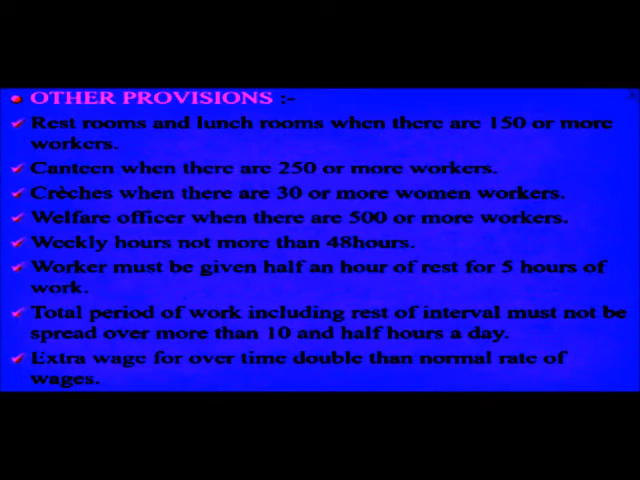 OTHER PROVISIONS :-
Rest rooms and lunch rooms when there are 150 or more
workers.
Canteen when there are 250 or more workers.
Crèches when there are 30 or more women workers.
Welfare officer when there are 500 or more workers.
Weekly hours not more than 48hours.
Worker must be given half an hour of rest for 5 hours of
work.
Total period of work including rest of interval must not be
spread over more than 10 and half hours a day.
Extra wage for over time double than normal rate of
wages.